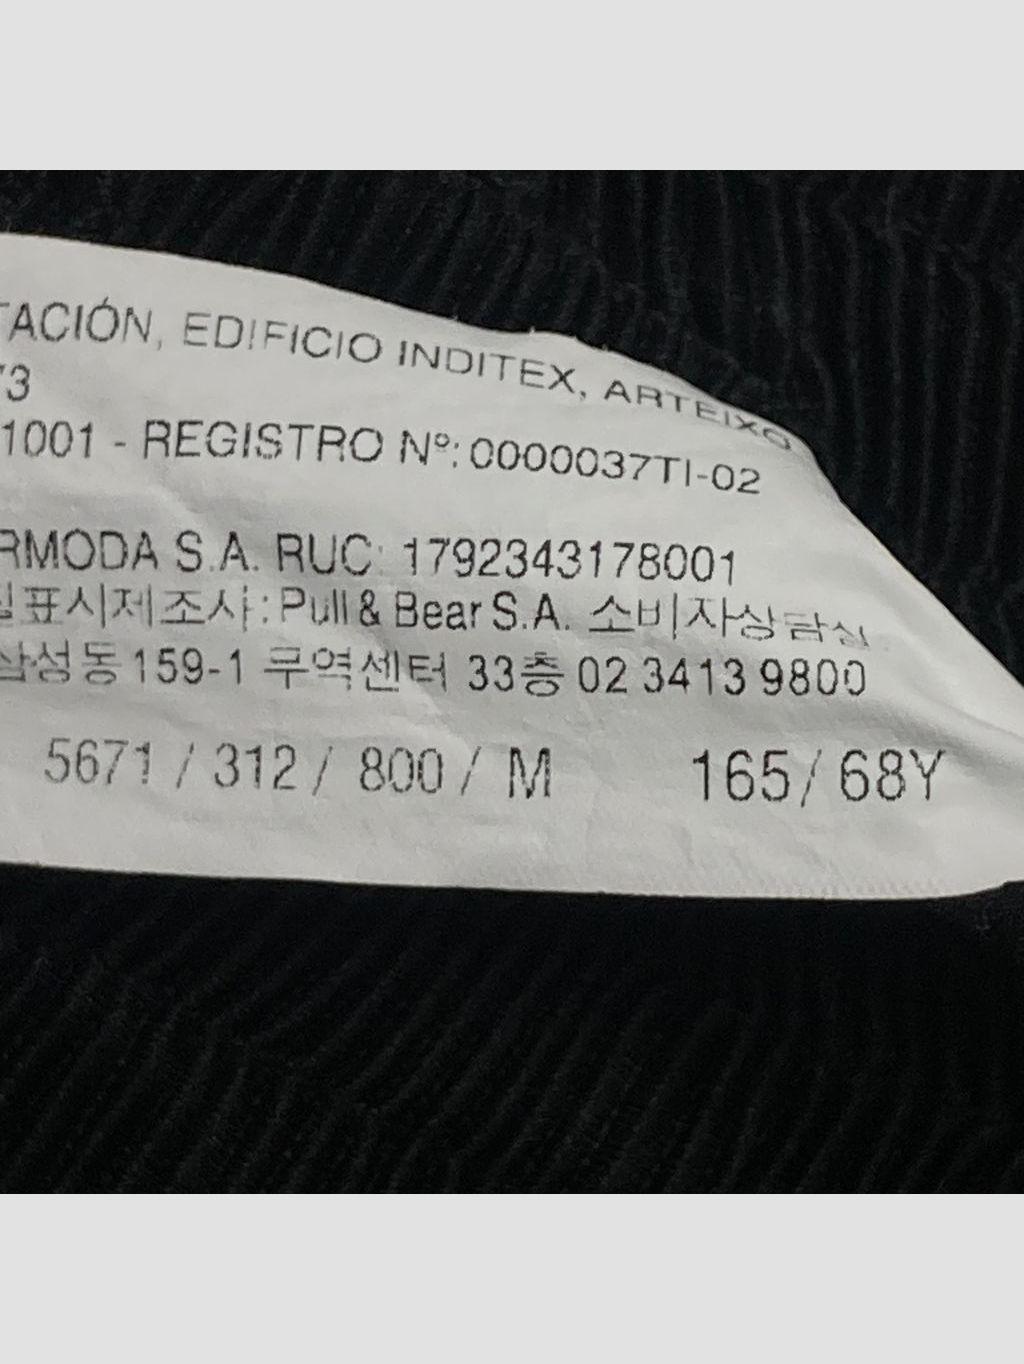 TACIÓN, EDIFICIO INDITEX, ARTEIXO
73
1001 - REGISTRO Nº: 0000037TI-02
RMODA S.A. RUC: 1792343178001
질표시제조사: Pull & Bear S.A. 소비자상담실
삼성동 159-1 무역센터 33층 02 3413 9800
5671 / 312 / 800 / M 165/ 68Y